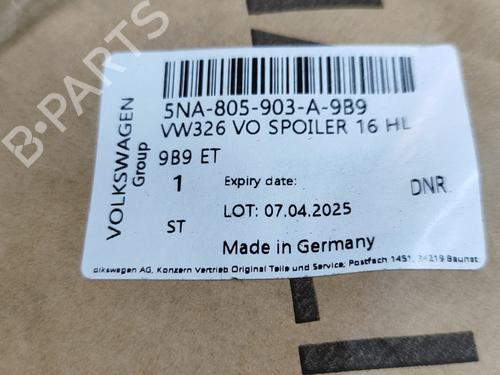 B-PARTS
VOLKSWAGEN
Group
5NA-805-903-A-9B9
VW326 VO SPOILER 16 HL
9B9 ET
1
Expiry date:
DNR.
ST
LOT: 07.04.2025
Made in Germany
olkswagen AG, Konzern Vertrieb Original Teile und Service, Postfach 1451, 34219 Baunat